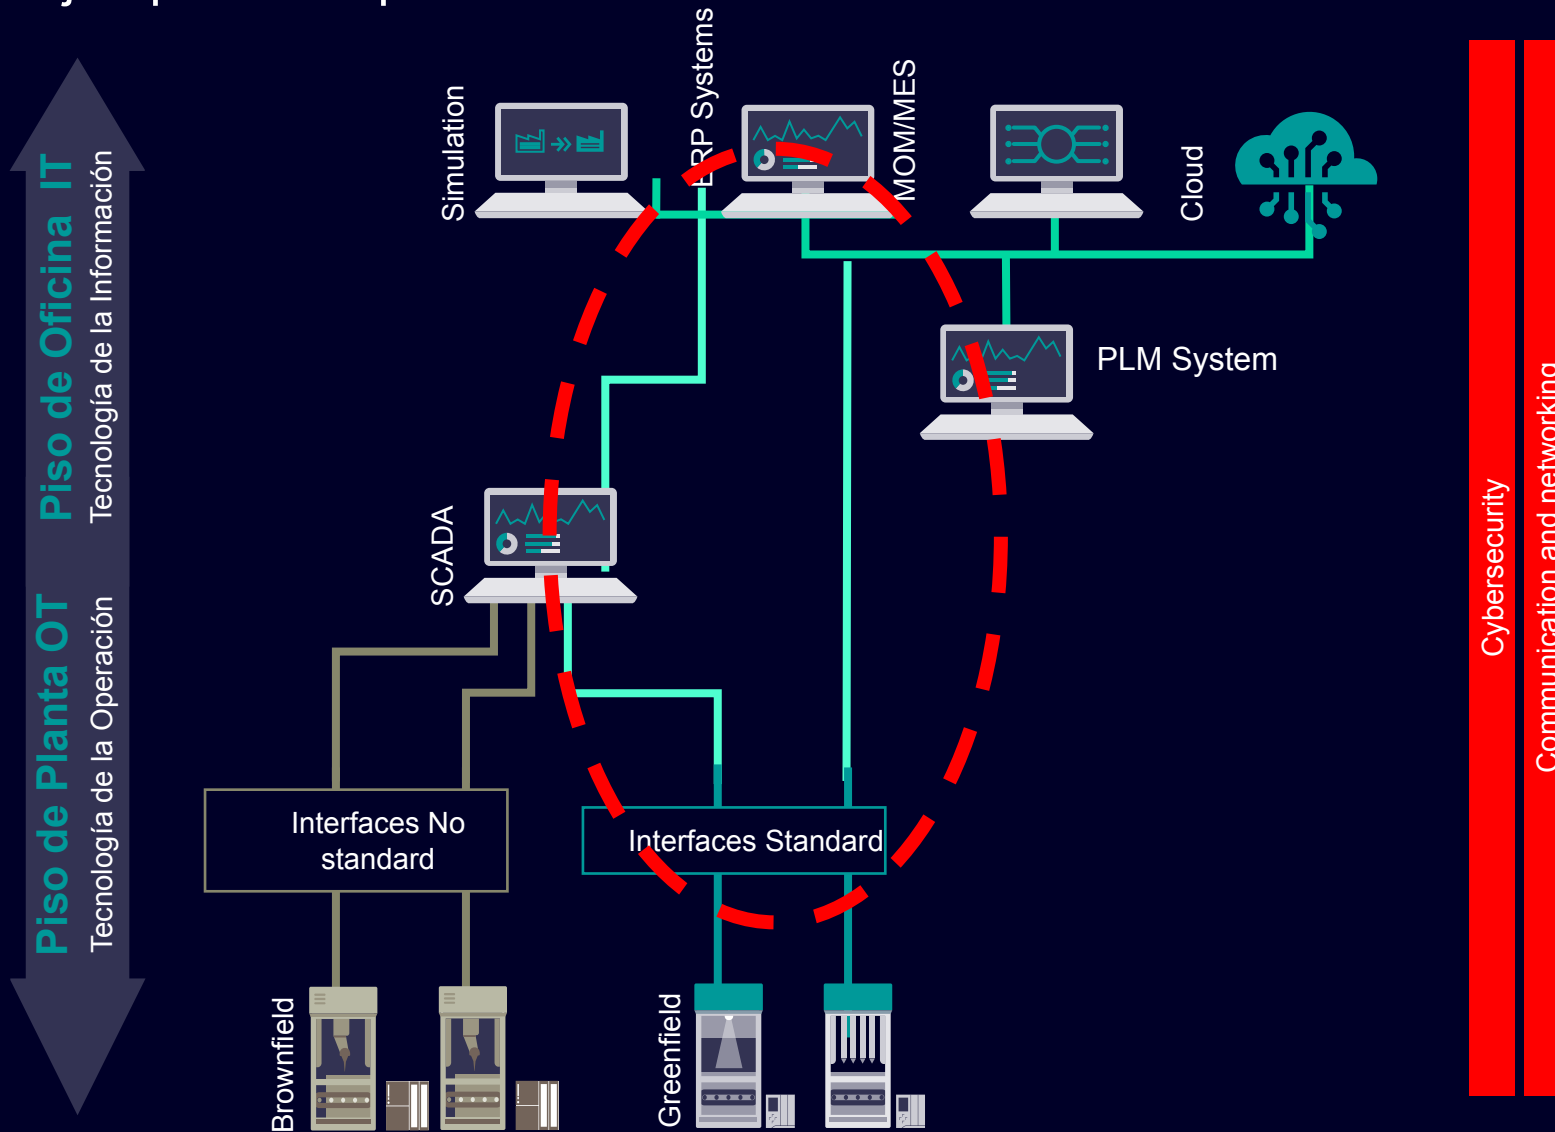 ERP Systems
MOM/MES
Simulation
Cloud
Piso de Oficina IT
Tecnología de la Información
PLM System
SCADA
Cybersecurity
Communication and networking
Piso de Planta OT
Tecnología de la Operación
Interfaces No
standard
Interfaces Standard
Brownfield
Greenfield